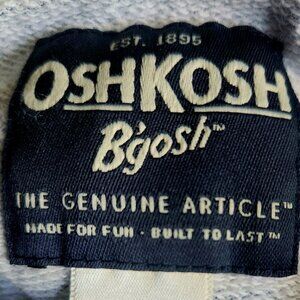 EST. 1895
OSHKOSH
B'gosh™
THE GENUINE ARTICLE™
MADE FOR FUN · BUILT TO LAST™